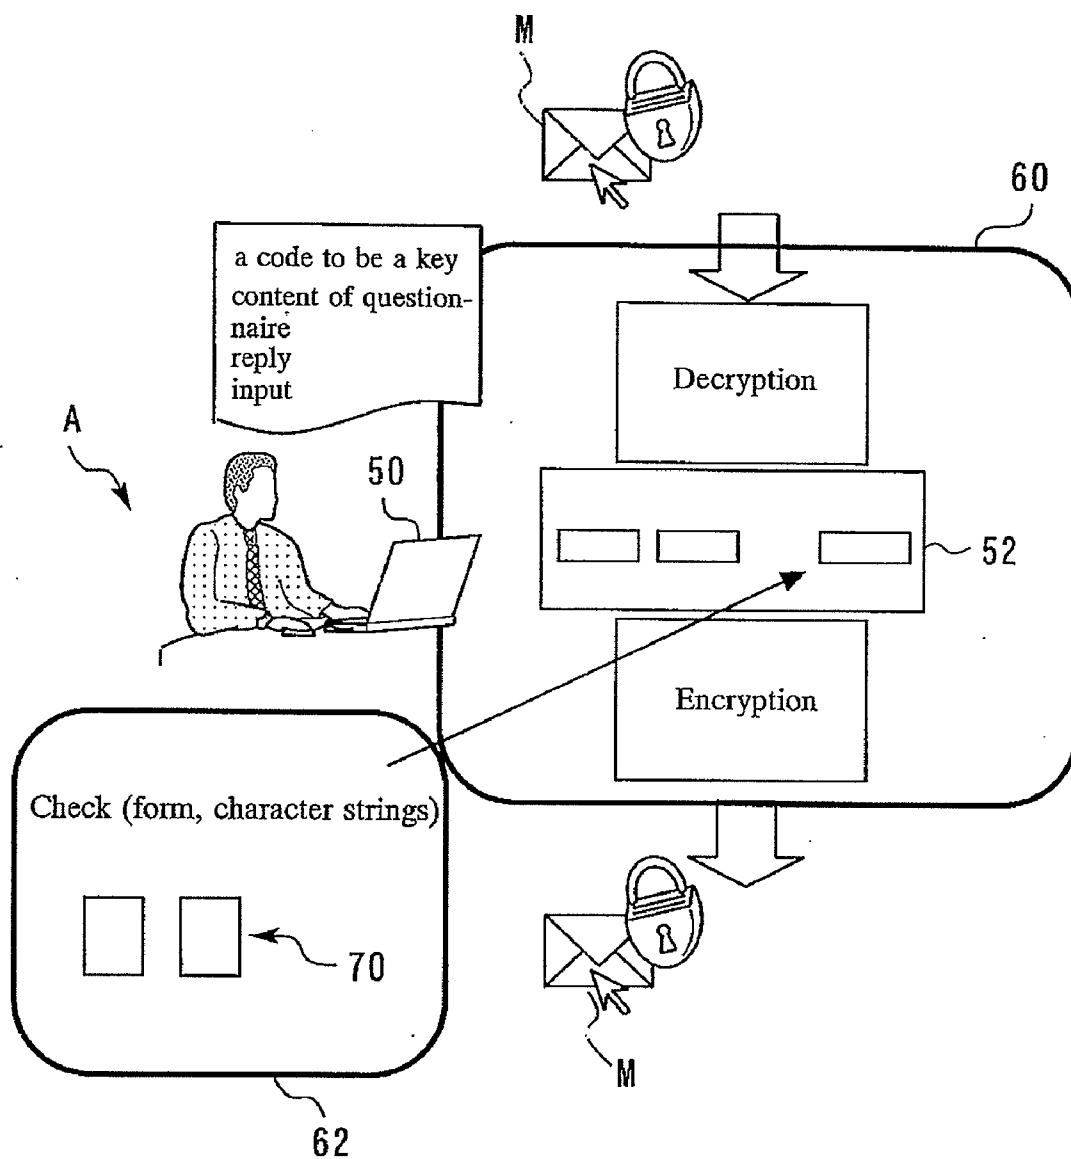 M
60
a code to be a key
content of question-
naire
reply
input
Decryption
A
50
52
Encryption
Check (form, character strings)
70
M
62